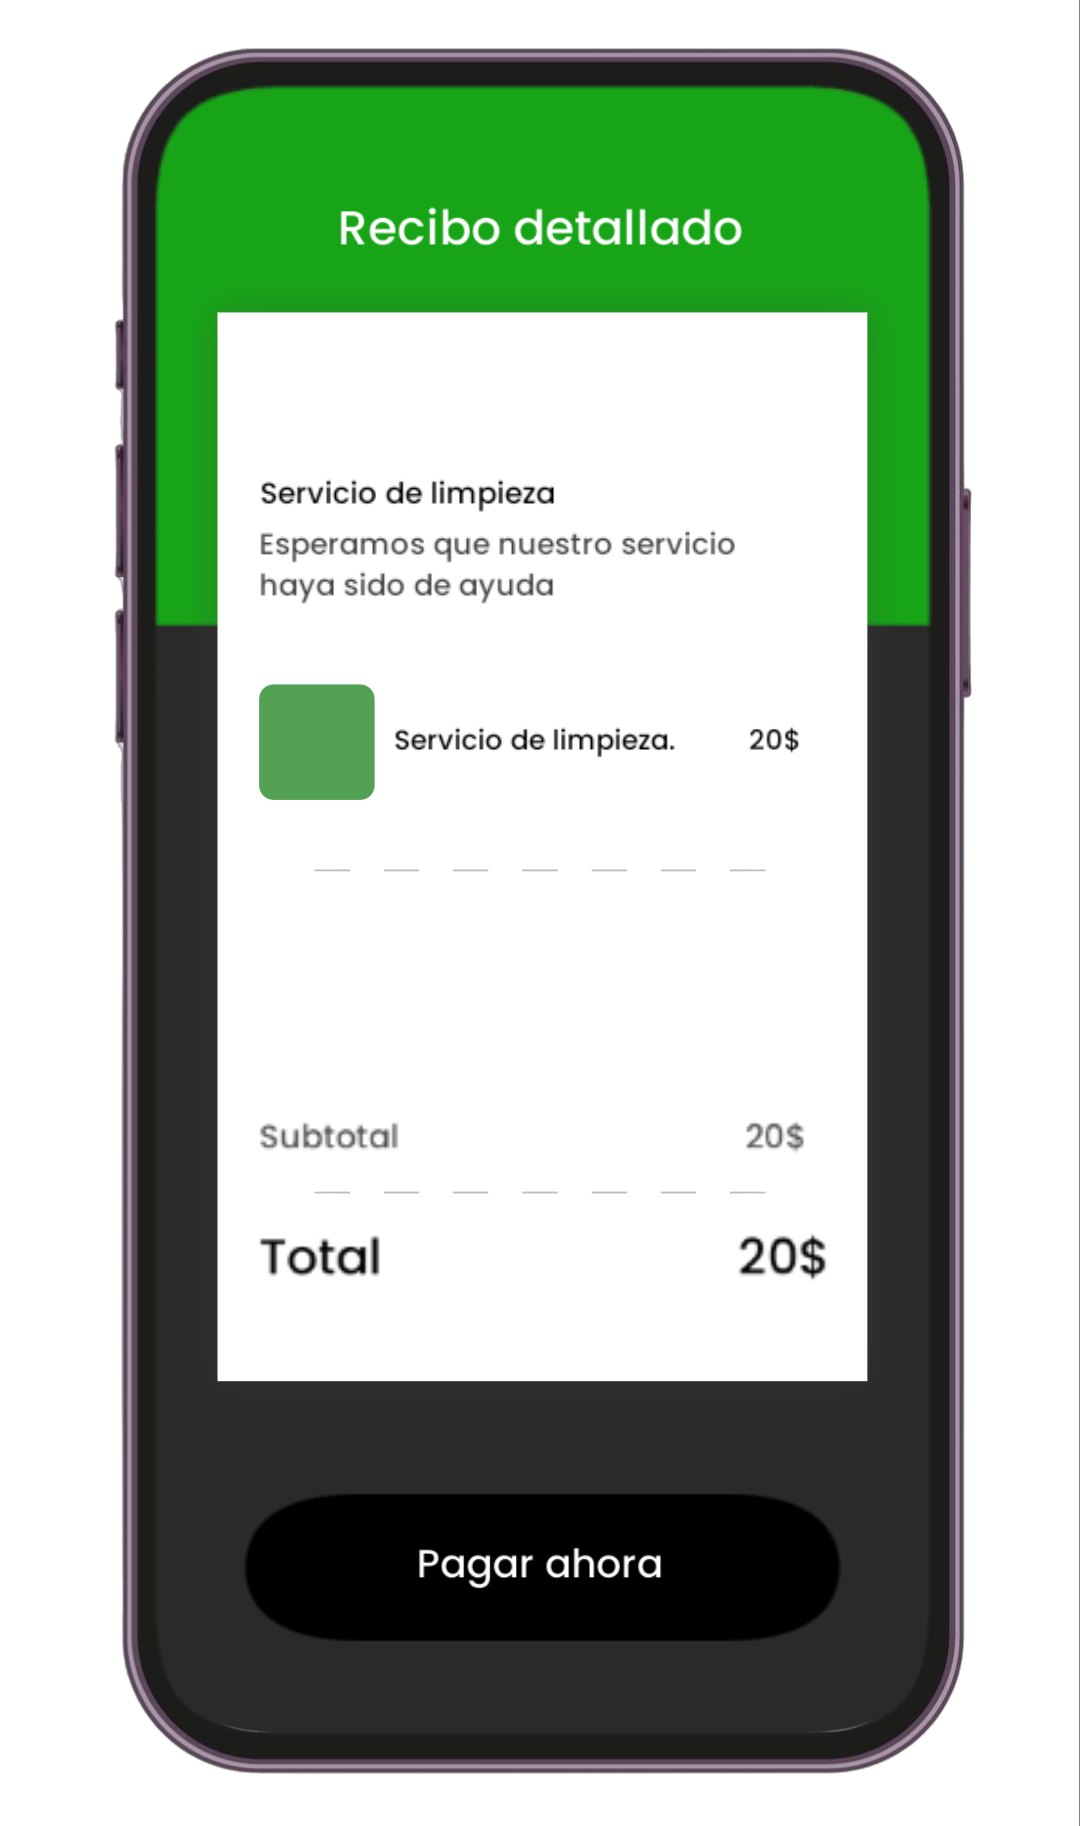 Recibo detallado
Servicio de limpieza
Esperamos que nuestro servicio
haya sido de ayuda
Servicio de limpieza. 20$
Subtotal 20$
Total 20$
Pagar ahora